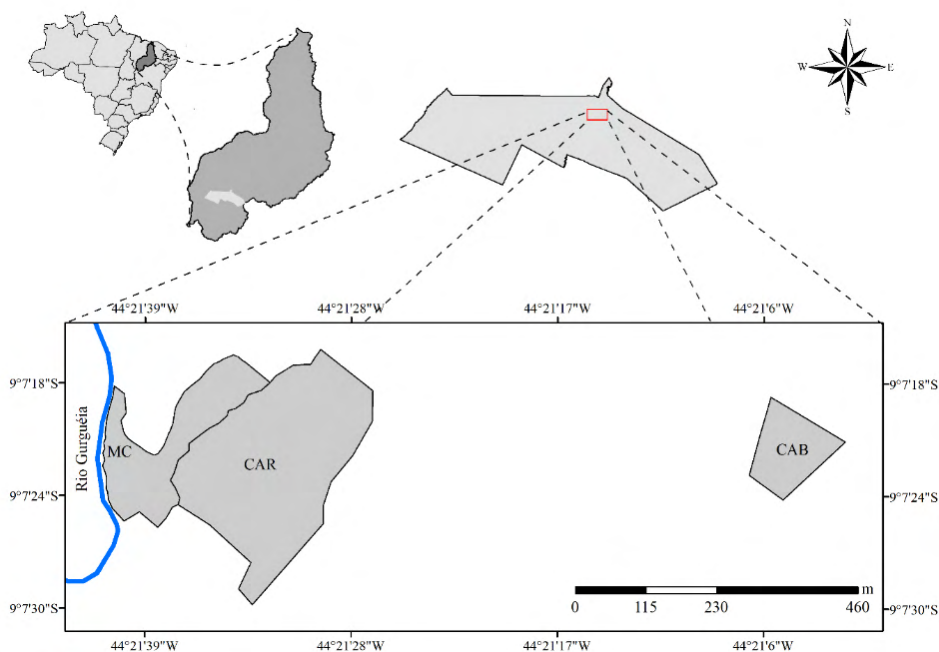 N
W
E
S
44°21'39"W
44°21'28"W
44°21'17"W
44°21'6"W
9°7'18"S
9°7'18"S
Rio Gurguéia
MC
CAR
CAB
9°7'24"S
9°7'24"S
m
0
115
230
460
9°7'30"S
9°7'30"S
44°21'39"W
44°21'28"W
44°21'17"W
44°21'6"W